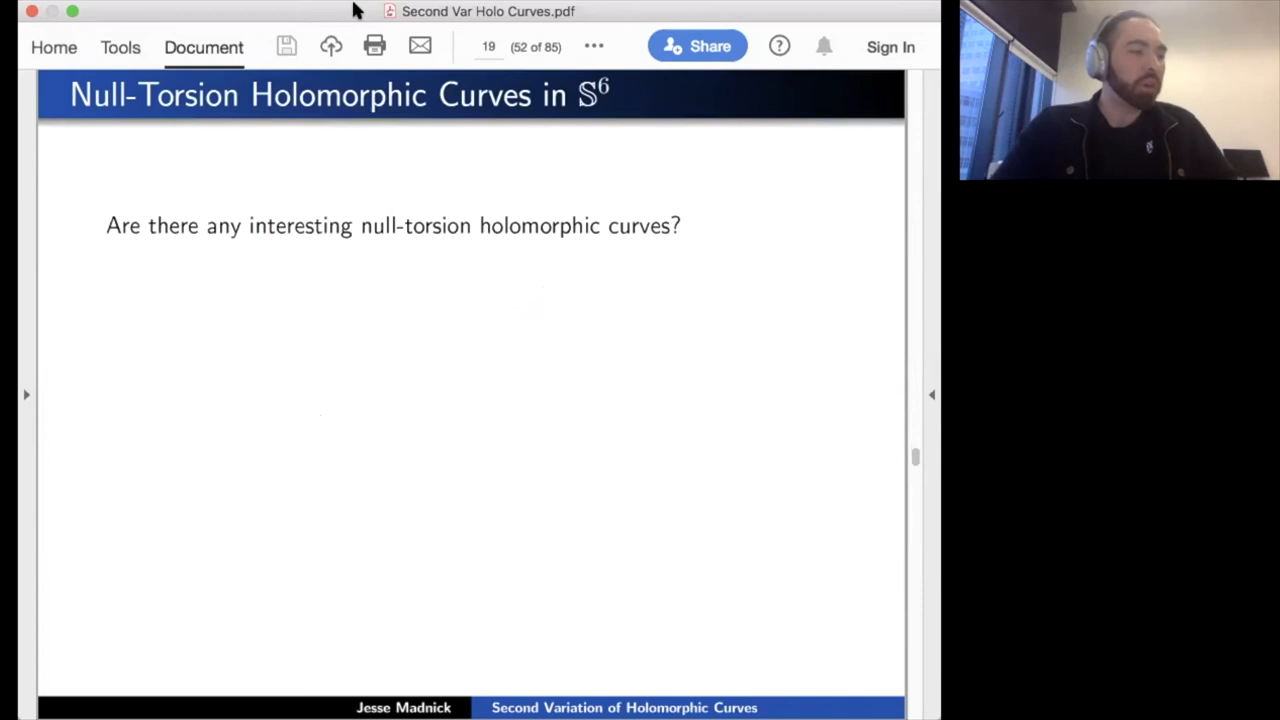 Second Var Holo Curves.pdf
Home Tools Document 19 (52 of 85) Share Sign In
Null-Torsion Holomorphic Curves in 𝕊⁶
Are there any interesting null-torsion holomorphic curves?
Jesse Madnick Second Variation of Holomorphic Curves